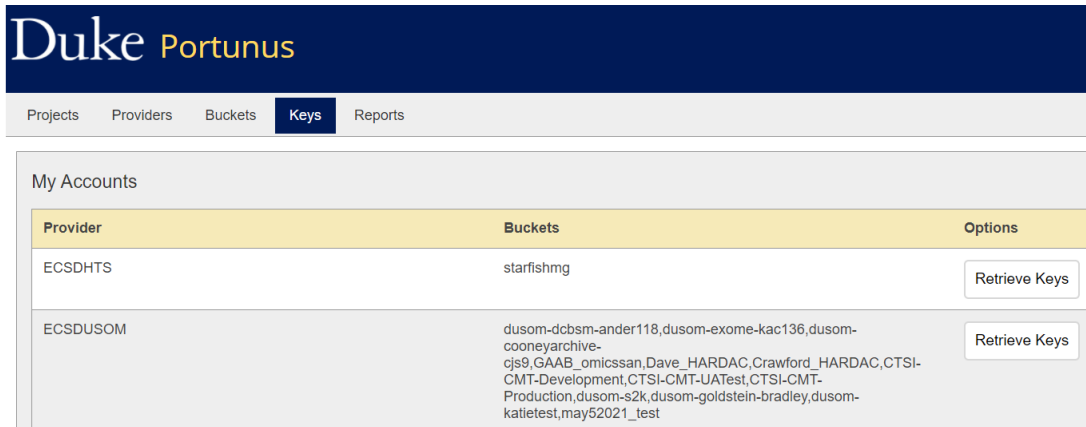 Duke Portunus
Projects Providers Buckets Keys Reports
My Accounts
Provider Buckets Options
ECSDHTS starfishmg Retrieve Keys
ECSDUSOM dusom-dcbsm-ander118,dusom-exome-kac136,dusom- Retrieve Keys
cooneyarchive-
cjs9,GAAB_omicssan,Dave_HARDAC,Crawford_HARDAC,CTSI-
CMT-Development,CTSI-CMT-UATest,CTSI-CMT-
Production,dusom-s2k,dusom-goldstein-bradley,dusom-
katietest,may52021_test